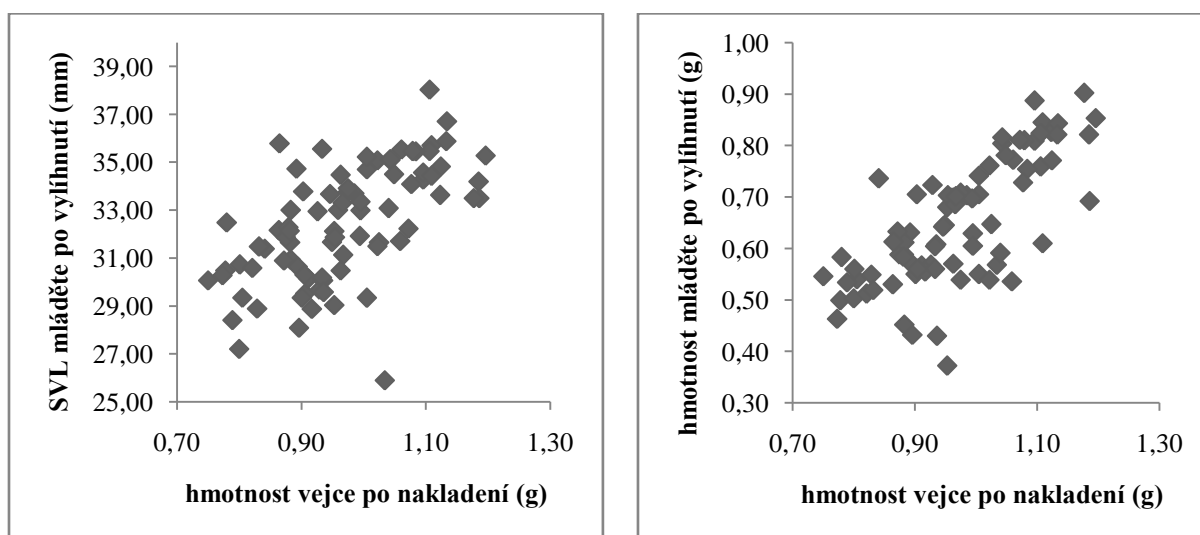 SVL mláděte po vylíhnutí (mm)
39,00
37,00
35,00
33,00
31,00
29,00
27,00
25,00
0,70 0,90 1,10 1,30
hmotnost vejce po nakladení (g)
hmotnost mláděte po vylíhnutí (g)
1,00
0,90
0,80
0,70
0,60
0,50
0,40
0,30
0,70 0,90 1,10 1,30
hmotnost vejce po nakladení (g)